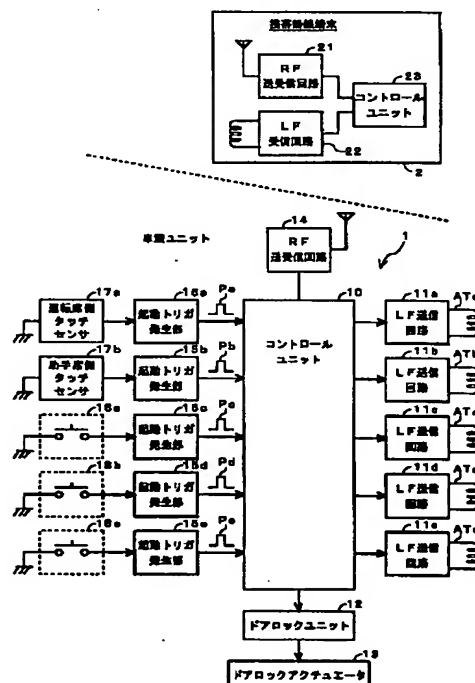 携帯無線端末
21
RF
送受信回路
23
コントロール
ユニット
LF
受信回路
22
2
14
RF
送受信回路
車載ユニット
1
17a
運転席側
タッチ
センサ
15a
起動トリガ
発生部
Pa
10
コントロール
ユニット
11a
LF送信
回路
ATa
17b
助手席側
タッチ
センサ
15b
起動トリガ
発生部
Pb
11b
LF送信
回路
15c
起動トリガ
発生部
Pc
11c
LF送信
回路
15d
起動トリガ
発生部
Pd
11d
LF送信
回路
15e
起動トリガ
発生部
Pe
11e
LF送信
回路
12
ドアロックユニット
13
ドアロックアクチュエータ